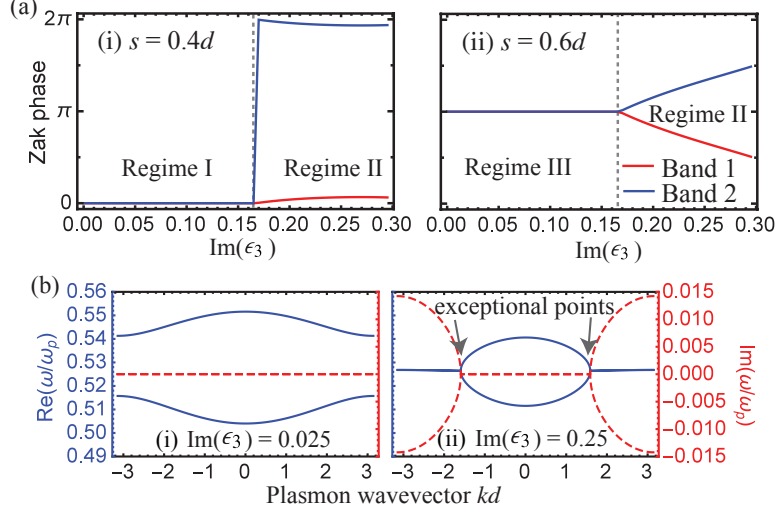 (a)
2π
π
0
Zak phase
(i) s = 0.4d
Regime I
Regime II
0.00 0.05 0.10 0.15 0.20 0.25 0.30
Im(ϵ3)
(ii) s = 0.6d
Regime II
Regime III
Band 1
Band 2
0.00 0.05 0.10 0.15 0.20 0.25 0.30
Im(ϵ3)
(b)
0.56
0.55
0.54
0.53
0.52
0.51
0.50
0.49
Re(ω/ωp)
(i) Im(ϵ3) = 0.025
−3 −2 −1 0 1 2 3
exceptional points
(ii) Im(ϵ3) = 0.25
−3 −2 −1 0 1 2 3
0.015
0.010
0.005
0.000
−0.005
−0.010
−0.015
Im(ω/ωp)
Plasmon wavevector kd